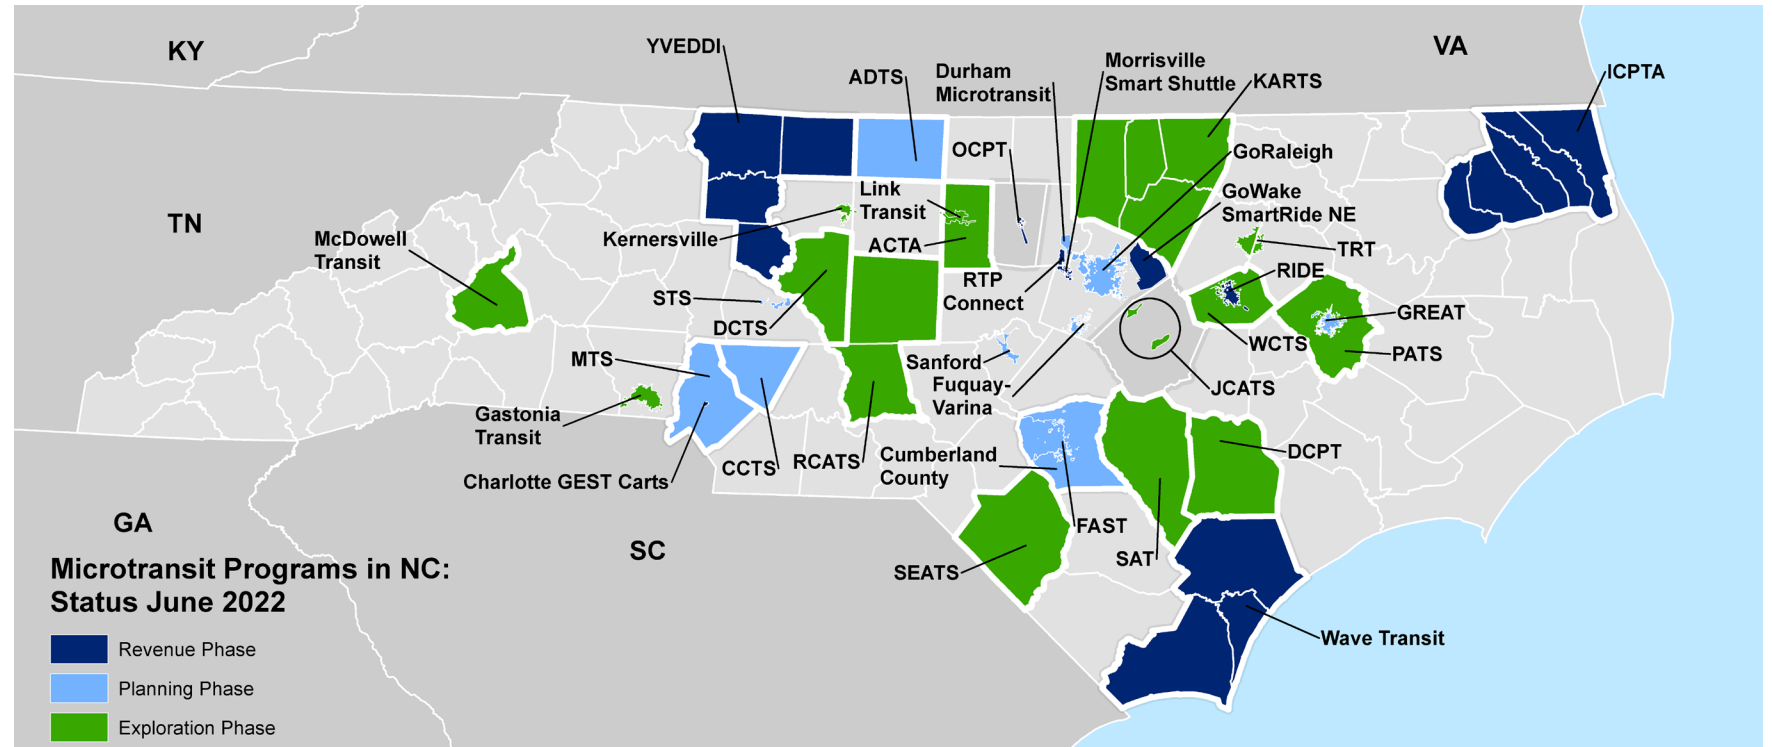 KY
VA
TN
GA
SC
YVEDDI
ADTS
Durham
Microtransit
Morrisville
Smart Shuttle
KARTS
ICPTA
OCPT
GoRaleigh
GoWake
SmartRide NE
Link
Transit
Kernersville
ACTA
McDowell
Transit
TRT
RIDE
RTP
Connect
STS
DCTS
GREAT
WCTS
PATS
MTS
Sanford
Fuquay-
Varina
JCATS
Gastonia
Transit
Charlotte GEST Carts
CCTS
RCATS
Cumberland
County
DCPT
FAST
SAT
SEATS
Wave Transit
Microtransit Programs in NC:
Status June 2022
Revenue Phase
Planning Phase
Exploration Phase